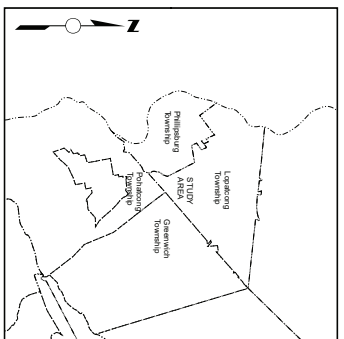 Z
Phillipsburg
Township
Lopatcong
Township
STUDY
AREA
Pohatcong
Township
Greenwich
Township